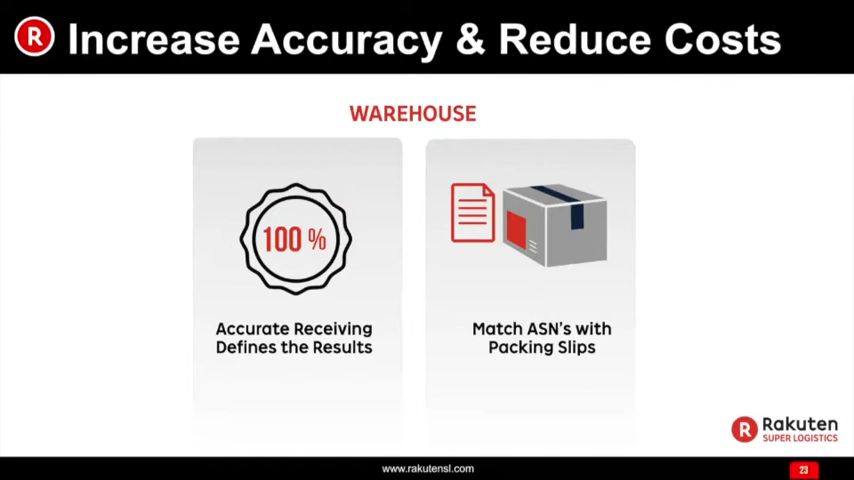 R Increase Accuracy & Reduce Costs
WAREHOUSE
100 %
Accurate Receiving
Defines the Results
Match ASN's with
Packing Slips
R Rakuten
SUPER LOGISTICS
www.rakutensl.com
23